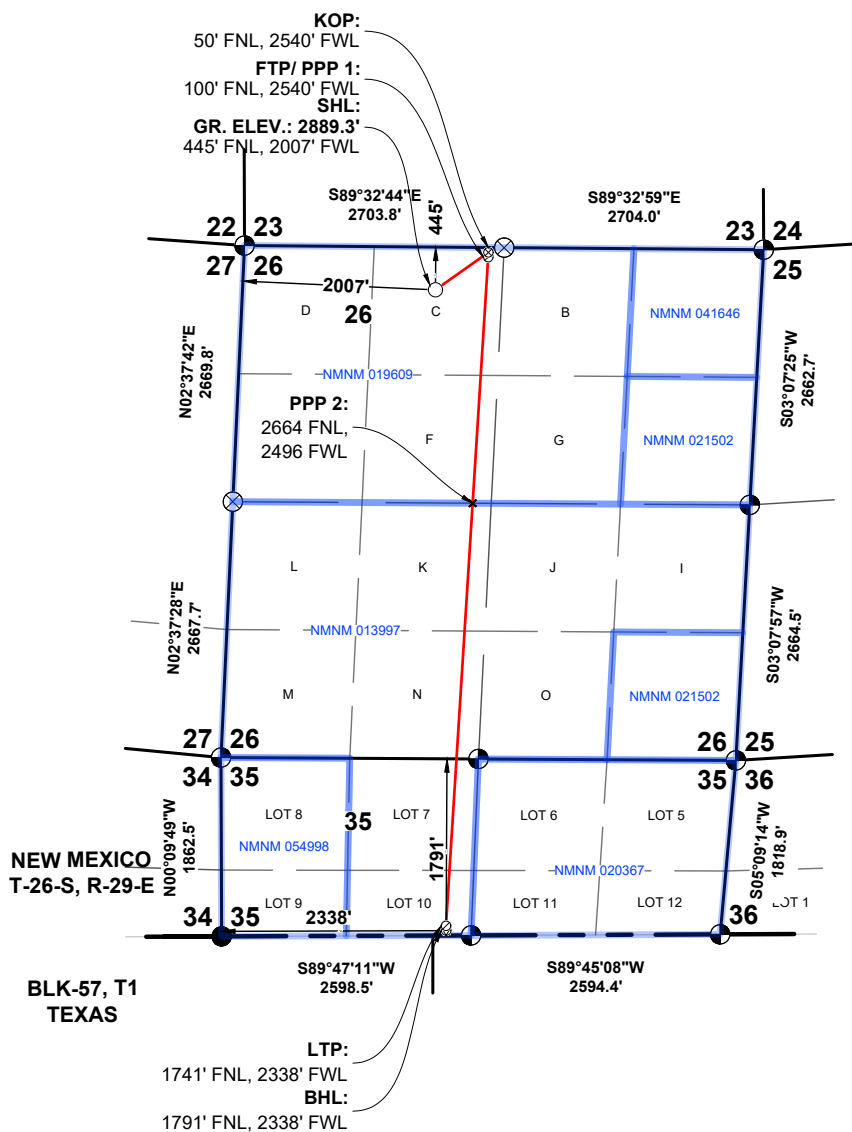 KOP:
50' FNL, 2540' FWL
FTP/ PPP 1:
100' FNL, 2540' FWL
SHL:
GR. ELEV.: 2889.3'
445' FNL, 2007' FWL
S89°32'44"E
2703.8'
445'
S89°32'59"E
2704.0'
22 23
27 26
23 24
25
2007'
26
D
C
B
NMNM 041646
N02°37'42"E
2669.8'
S03°07'25"W
2662.7'
NMNM 019609
PPP 2:
2664 FNL,
2496 FWL
F
G
NMNM 021502
L
K
J
I
N02°37'28"E
2667.7'
S03°07'57"W
2664.5'
NMNM 013997
M
N
O
NMNM 021502
27 26
34 35
26 25
35 36
LOT 8
35
LOT 7
LOT 6
LOT 5
N00°09'49"W
1862.5'
1791'
S05°09'14"W
1818.9'
NEW MEXICO
T-26-S, R-29-E
NMNM 054998
NMNM 020367
LOT 9
LOT 10
LOT 11
LOT 12
LOT 1
34 35
2338'
36
S89°47'11"W
2598.5'
S89°45'08"W
2594.4'
BLK-57, T1
TEXAS
LTP:
1741' FNL, 2338' FWL
BHL:
1791' FNL, 2338' FWL